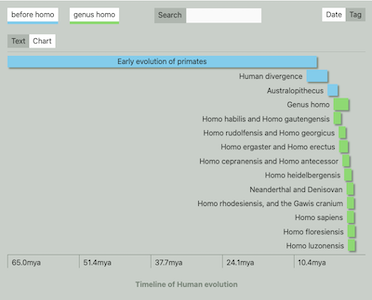 before homo
genus homo
Search
Date
Tag
Text
Chart
Early evolution of primates
Human divergence
Australopithecus
Genus homo
Homo habilis and Homo gautengensis
Homo rudolfensis and Homo georgicus
Homo ergaster and Homo erectus
Homo cepranensis and Homo antecessor
Homo heidelbergensis
Neanderthal and Denisovan
Homo rhodesiensis, and the Gawis cranium
Homo sapiens
Homo floresiensis
Homo luzonensis
65.0mya
51.4mya
37.7mya
24.1mya
10.4mya
Timeline of Human evolution